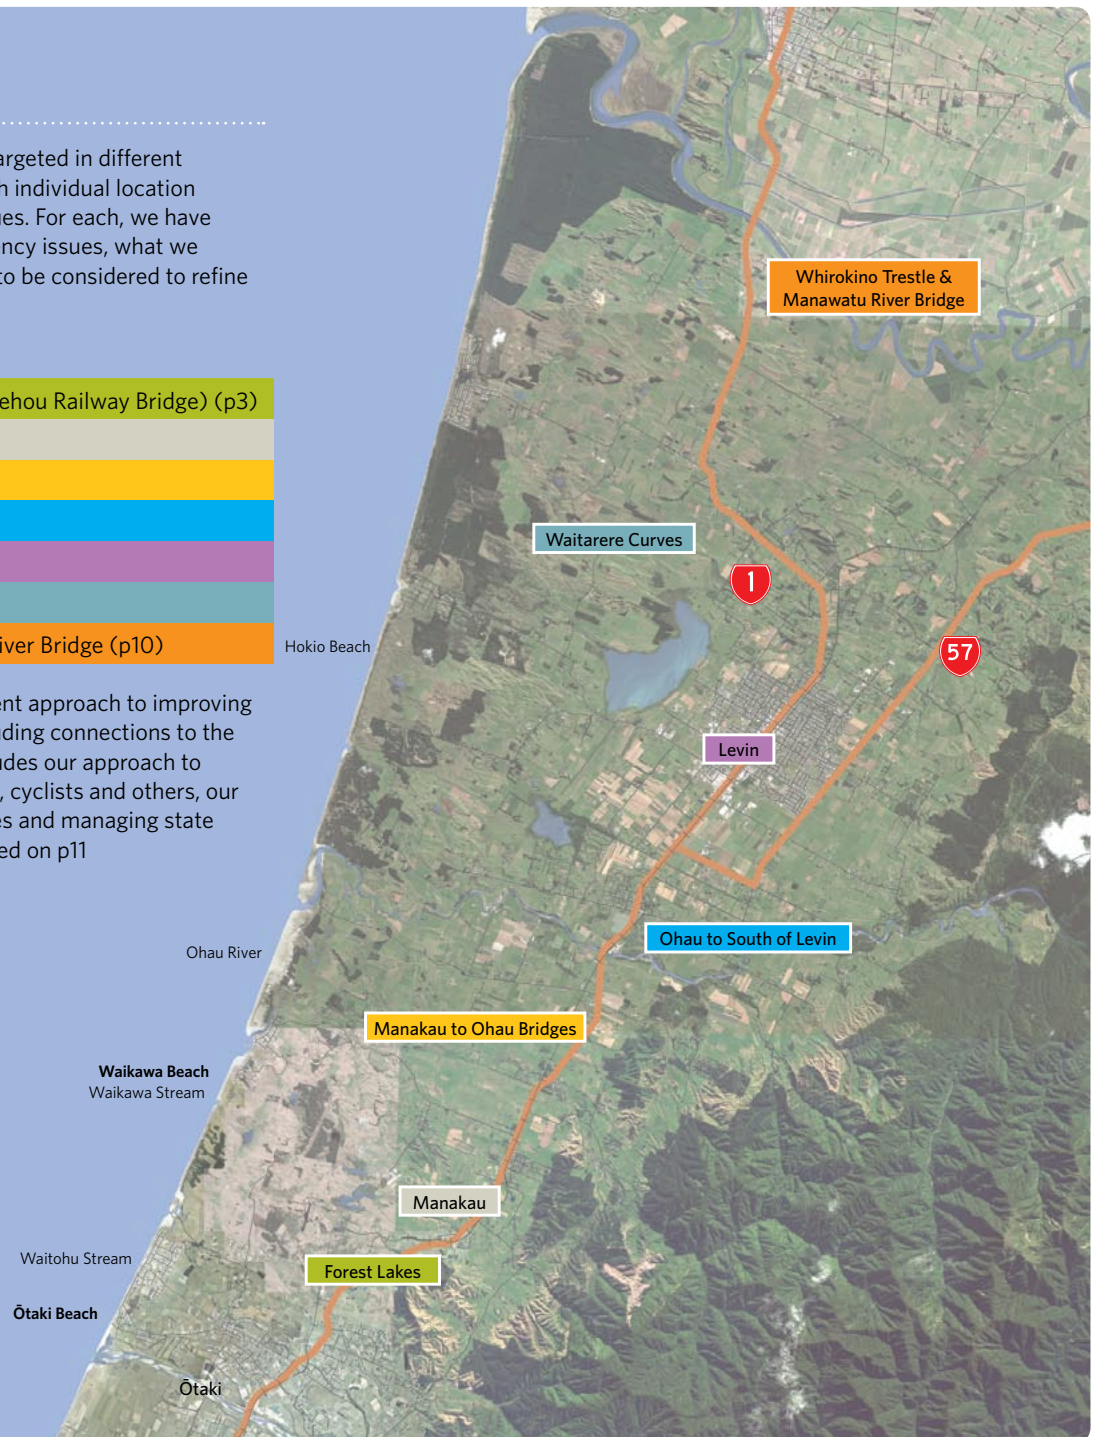 argeted in different
h individual location
ues. For each, we have
ency issues, what we
to be considered to refine
ehou Railway Bridge) (p3)
iver Bridge (p10)
ent approach to improving
uding connections to the
udes our approach to
, cyclists and others, our
es and managing state
ed on p11
Whirokino Trestle &
Manawatu River Bridge
Waitarere Curves
1
57
Hokio Beach
Levin
Ohau to South of Levin
Ohau River
Manakau to Ohau Bridges
Waikawa Beach
Waikawa Stream
Manakau
Waitohu Stream
Forest Lakes
Ōtaki Beach
Ōtaki